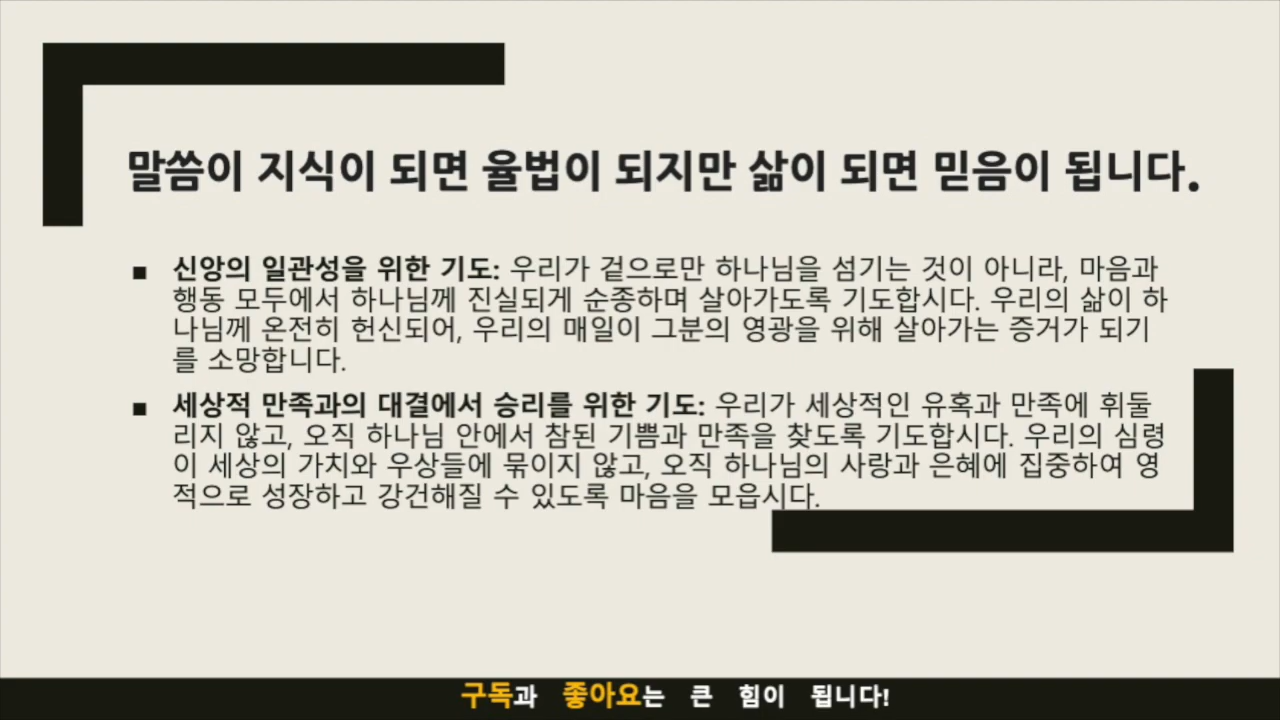 말씀이 지식이 되면 율법이 되지만 삶이 되면 믿음이 됩니다.
■ 신앙의 일관성을 위한 기도: 우리가 겉으로만 하나님을 섬기는 것이 아니라, 마음과
행동 모두에서 하나님께 진실되게 순종하며 살아가도록 기도합시다. 우리의 삶이 하
나님께 온전히 헌신되어, 우리의 매일이 그분의 영광을 위해 살아가는 증거가 되기
를 소망합니다.
■ 세상적 만족과의 대결에서 승리를 위한 기도: 우리가 세상적인 유혹과 만족에 휘둘
리지 않고, 오직 하나님 안에서 참된 기쁨과 만족을 찾도록 기도합시다. 우리의 심령
이 세상의 가치와 우상들에 묶이지 않고, 오직 하나님의 사랑과 은혜에 집중하여 영
적으로 성장하고 강건해질 수 있도록 마음을 모읍시다.
구독과 좋아요는 큰 힘이 됩니다!